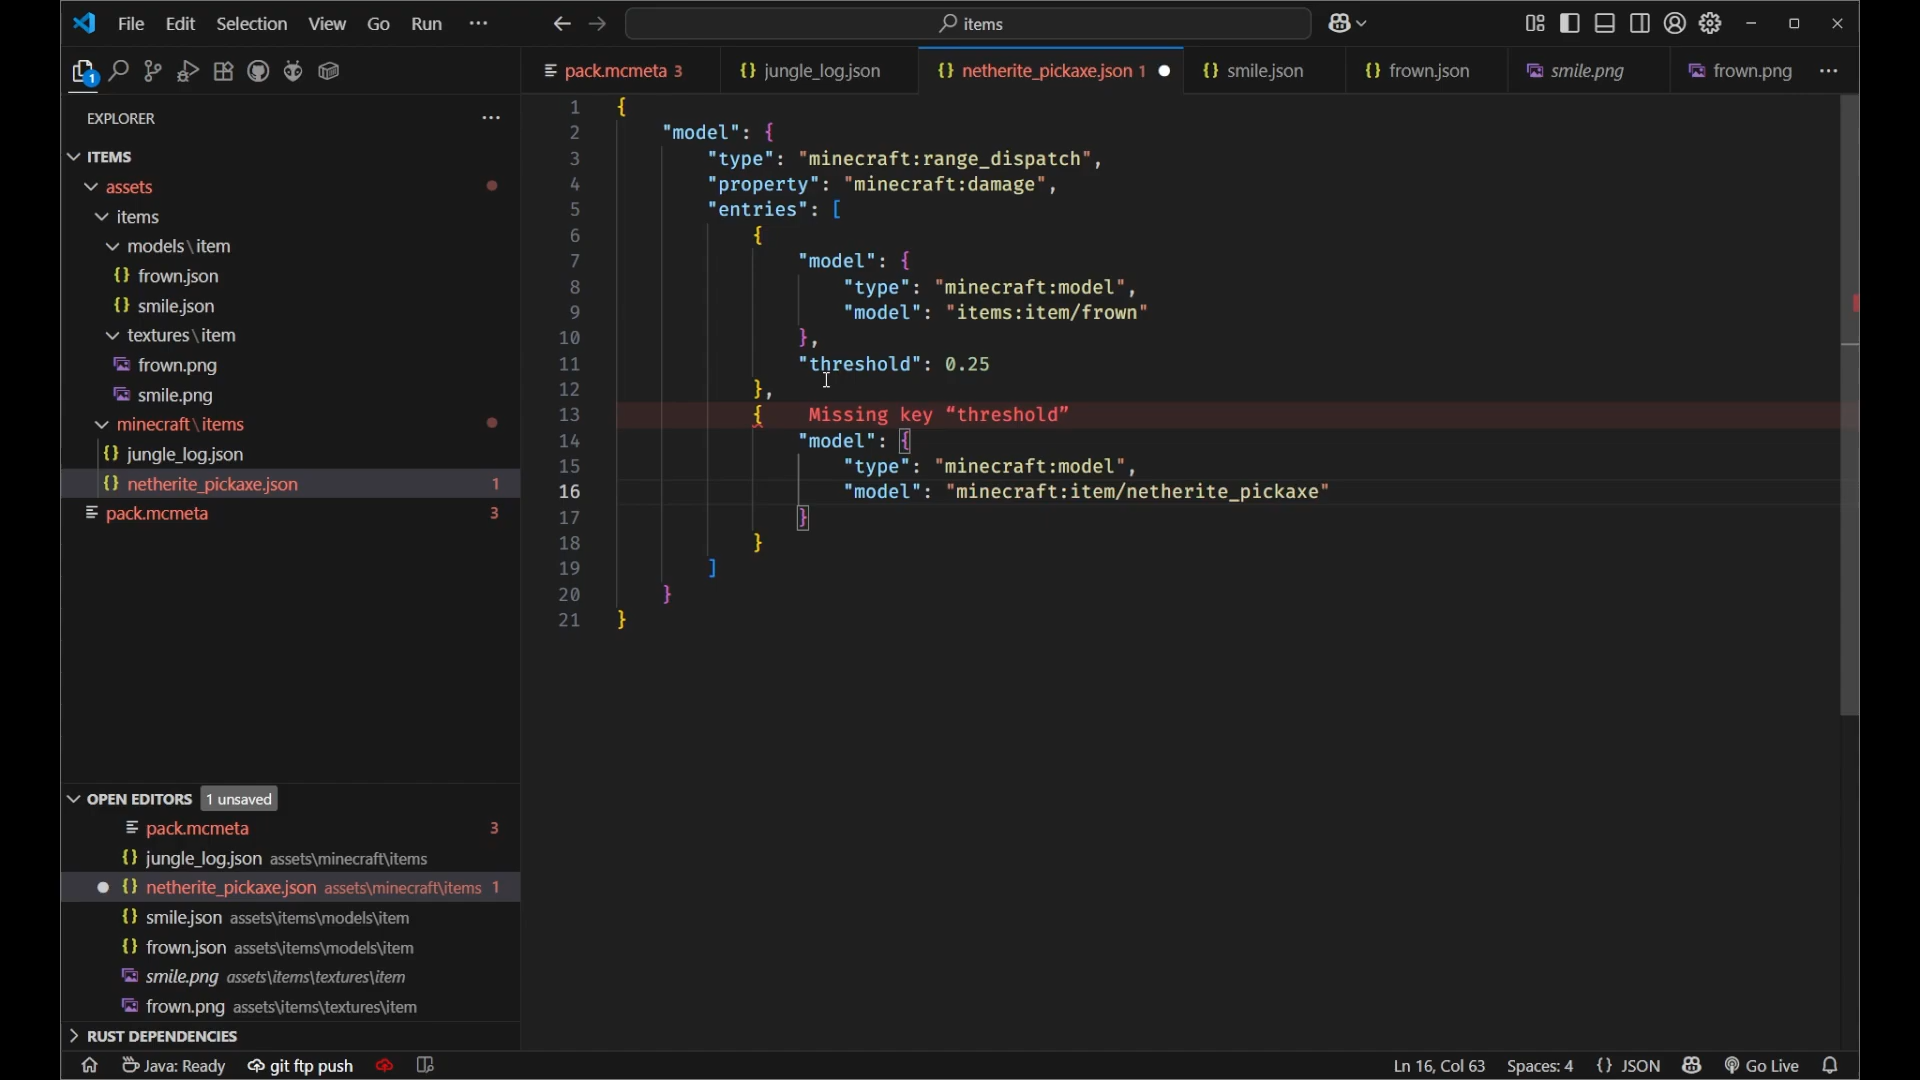 File Edit Selection View Go Run ··· items
pack.mcmeta 3 {} jungle_log.json {} netherite_pickaxe.json 1 {} smile.json {} frown.json smile.png frown.png ···
1
EXPLORER ···
ITEMS
assets
items
models\item
{} frown.json
{} smile.json
textures\item
frown.png
smile.png
minecraft\items
{} jungle_log.json
{} netherite_pickaxe.json 1
pack.mcmeta 3
OPEN EDITORS 1 unsaved
pack.mcmeta 3
{} jungle_log.json assets\minecraft\items
{} netherite_pickaxe.json assets\minecraft\items 1
{} smile.json assets\items\models\item
{} frown.json assets\items\models\item
smile.png assets\items\textures\item
frown.png assets\items\textures\item
RUST DEPENDENCIES
1 {
2 "model": {
3 "type": "minecraft:range_dispatch",
4 "property": "minecraft:damage",
5 "entries": [
6 {
7 "model": {
8 "type": "minecraft:model",
9 "model": "items:item/frown"
10 },
11 "threshold": 0.25
12 },
13 { Missing key “threshold”
14 "model": {
15 "type": "minecraft:model",
16 "model": "minecraft:item/netherite_pickaxe"
17 }
18 }
19 ]
20 }
21 }
Java: Ready git ftp push Ln 16, Col 63 Spaces: 4 {} JSON Go Live